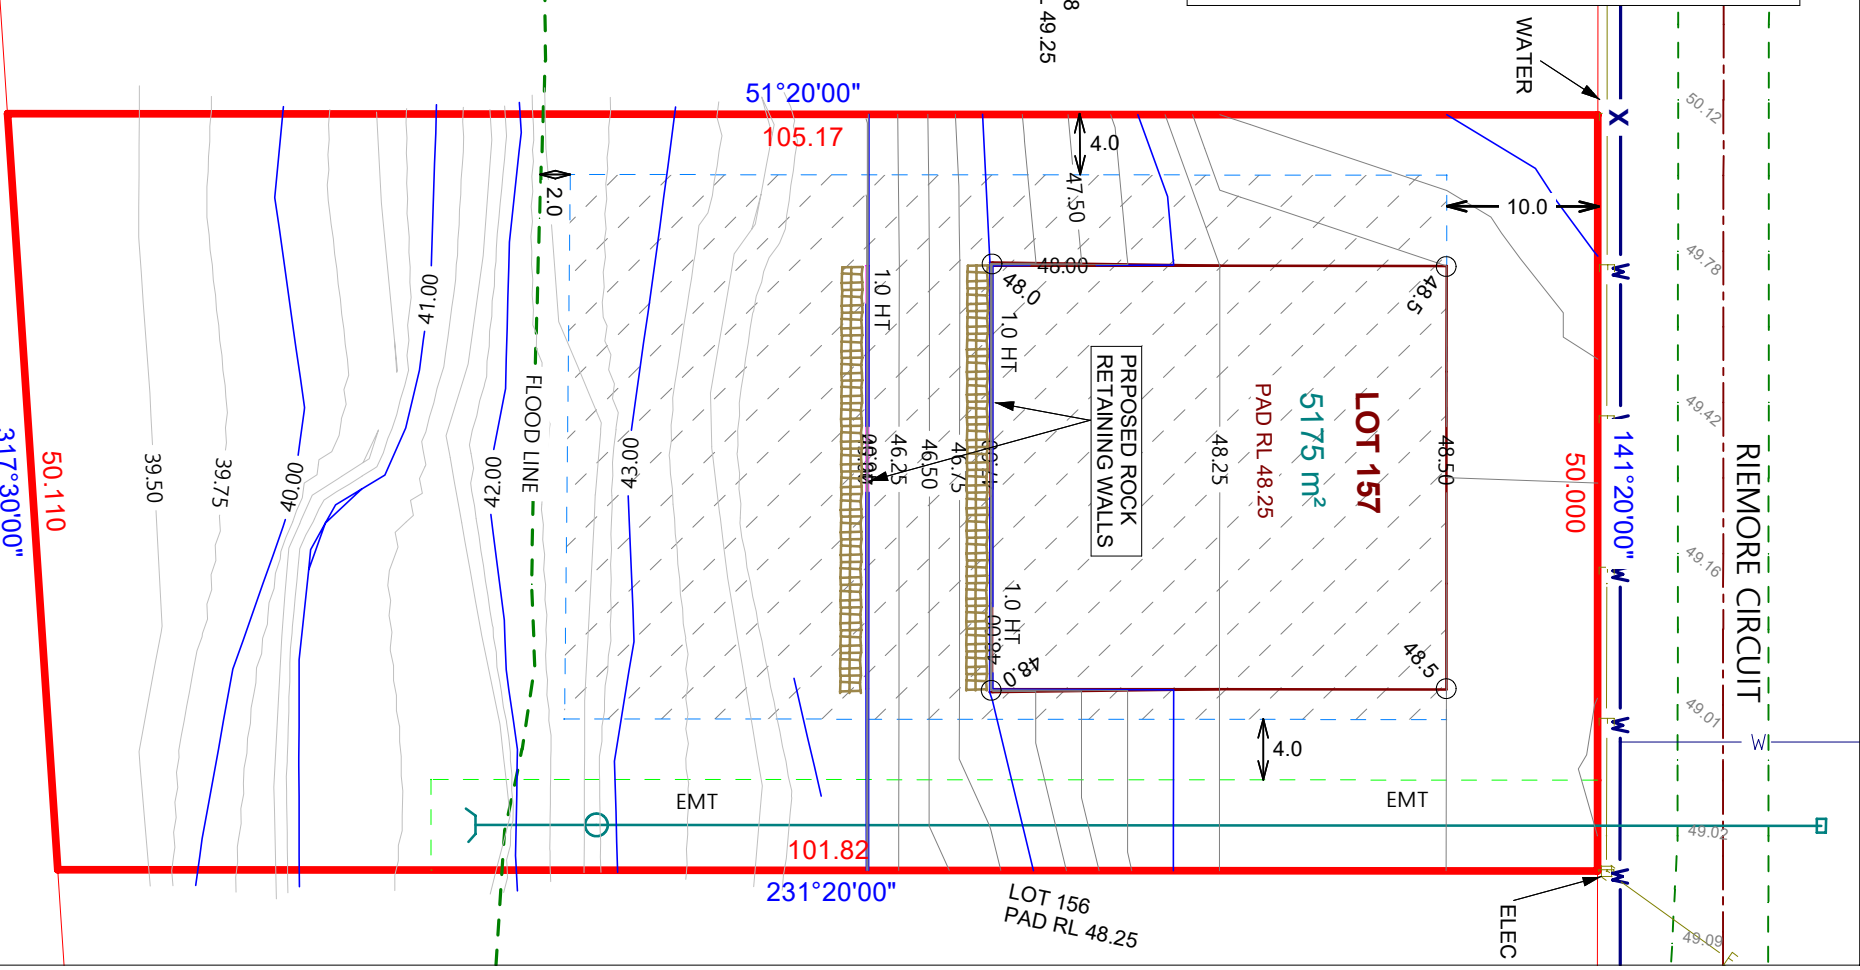 L 49.25
WATER
50.12
51°20'00"
105.17
4.0
X
2.0
47.50
10.0
W
49.78
1.0 HT
48.00
48.0
48.5
41.00
1.0 HT
FLOOD LINE
PRPOSED ROCK
RETAINING WALLS
LOT 157
5175 m²
PAD RL 48.25
49.42
RIEMORE CIRCUIT
317°30'00"
50.110
39.50
39.75
40.00
42.00
43.00
46.25
46.50
46.75
48.25
48.50
50.000
141°20'00"
W
49.16
1.0 HT
48.00
48.0
48.5
49.01
W
W
4.0
EMT
EMT
49.02
101.82
231°20'00"
LOT 156
PAD RL 48.25
W
ELEC
49.09